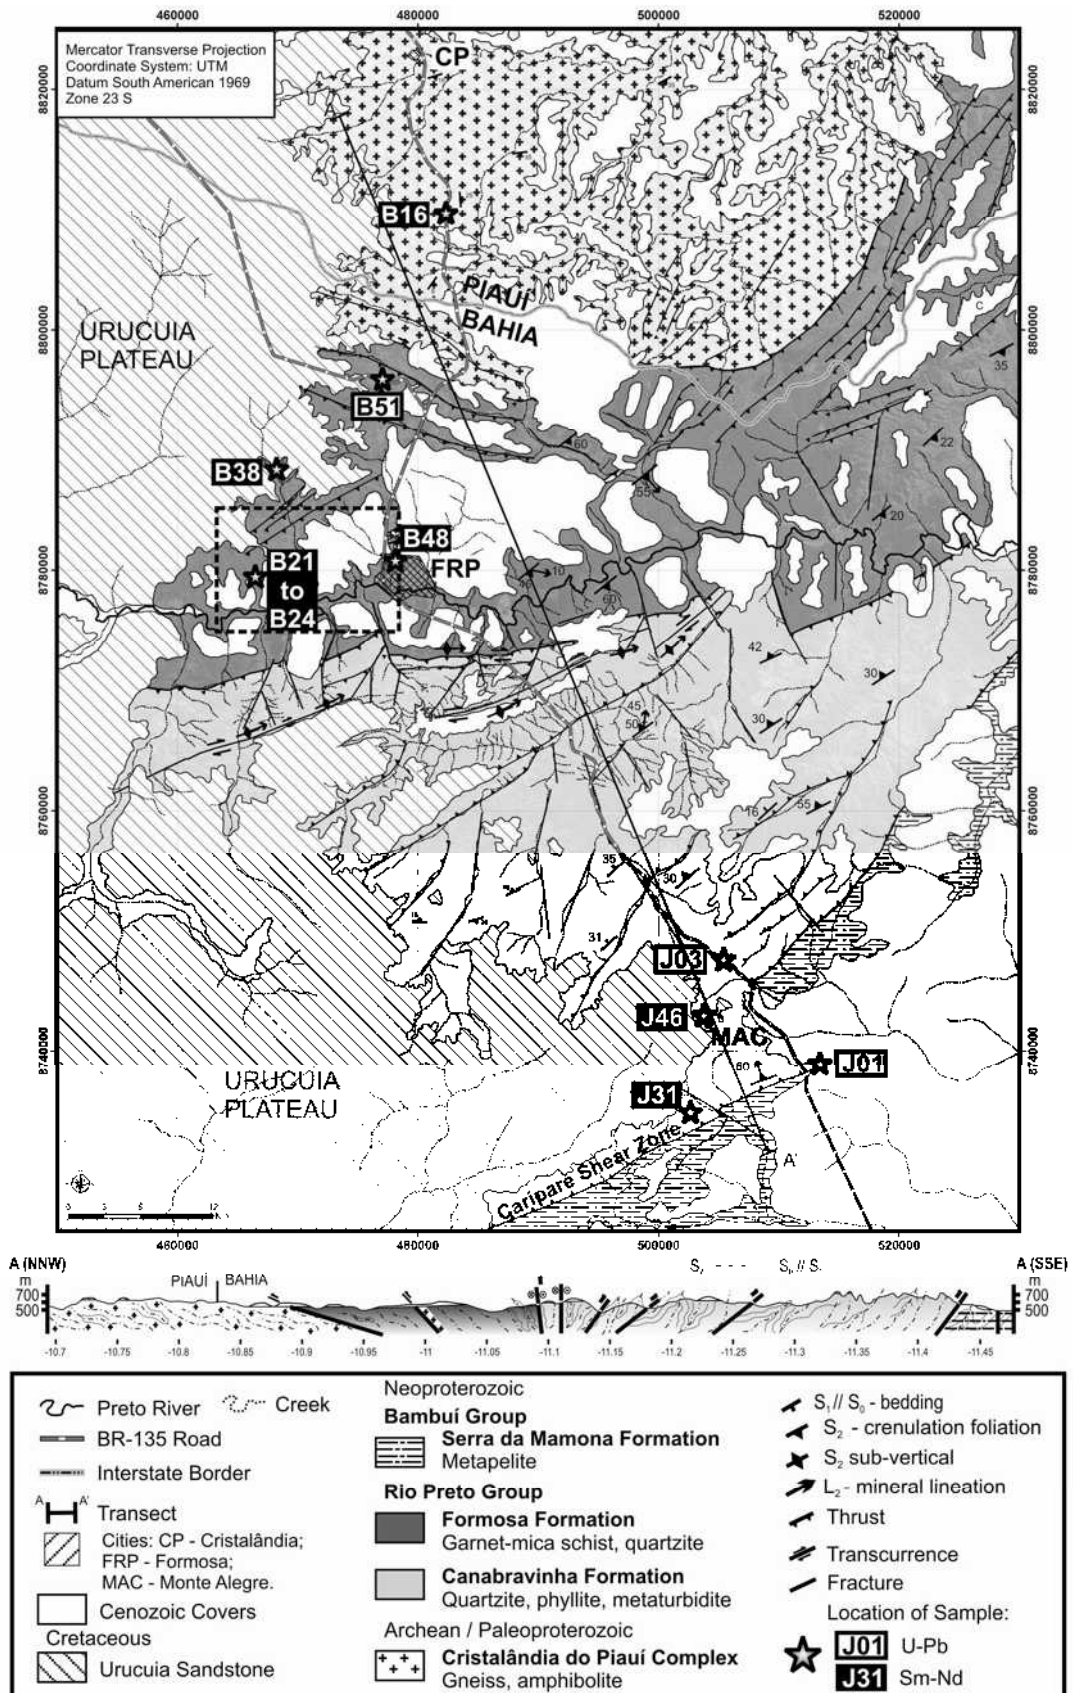 460000 480000 500000 520000
Mercator Transverse Projection
Coordinate System: UTM
Datum South American 1969
Zone 23 S
CP
8820000 8820000
B16
PIAUÍ
BAHIA
URUCUIA
PLATEAU
8800000 8800000
C
35
B51
60
22
B38
55
20
B48
FRP
B21
to
B24
8780000 8780000
10
60
42
30
45
50
30
16
55
8760000 8760000
35
30
31
J03
J46
MAC
8740000 8740000
J01
60
URUCUIA
PLATEAU
J31
A'
Caripare Shear Zone
12
460000 480000 500000 520000
A (NNW) A (SSE)
m PIAUÍ BAHIA m
700 700
500 500
-10.7 -10.75 -10.8 -10.85 -10.9 -10.95 -11 -11.05 -11.1 -11.15 -11.2 -11.25 -11.3 -11.35 -11.4 -11.45
Preto River Creek
BR-135 Road
Interstate Border
A A' Transect
Cities: CP - Cristalândia;
FRP - Formosa;
MAC - Monte Alegre.
Cenozoic Covers
Cretaceous
Urucuia Sandstone
Neoproterozoic
Bambuí Group
Serra da Mamona Formation
Metapelite
Rio Preto Group
Formosa Formation
Garnet-mica schist, quartzite
Canabravinha Formation
Quartzite, phyllite, metaturbidite
Archean / Paleoproterozoic
Cristalândia do Piauí Complex
Gneiss, amphibolite
S₁ // S₀ - bedding
S₂ - crenulation foliation
S₂ sub-vertical
L₂ - mineral lineation
Thrust
Transcurrence
Fracture
Location of Sample:
J01 U-Pb
J31 Sm-Nd